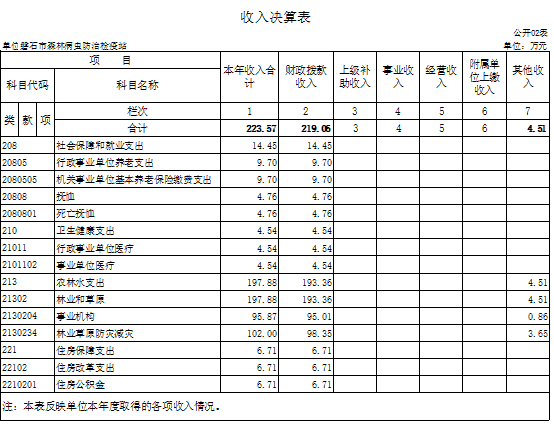 收入决算表
公开02表
单位磐石市森林病虫防治检疫站 单位：万元
项 目 本年收入合计 财政拨款收入 上级补助收入 事业收入 经营收入 附属单位上缴收入 其他收入
科目代码 科目名称
类 款 项 栏次 1 2 3 4 5 6 7
合计 223.57 219.06 3 4 5 6 4.51
208 社会保障和就业支出 14.45 14.45
20805 行政事业单位养老支出 9.70 9.70
2080505 机关事业单位基本养老保险缴费支出 9.70 9.70
20808 抚恤 4.76 4.76
2080801 死亡抚恤 4.76 4.76
210 卫生健康支出 4.54 4.54
21011 行政事业单位医疗 4.54 4.54
2101102 事业单位医疗 4.54 4.54
213 农林水支出 197.88 193.36 4.51
21302 林业和草原 197.88 193.36 4.51
2130204 事业机构 95.87 95.01 0.86
2130234 林业草原防灾减灾 102.00 98.35 3.65
221 住房保障支出 6.71 6.71
22102 住房改革支出 6.71 6.71
2210201 住房公积金 6.71 6.71
注：本表反映单位本年度取得的各项收入情况。